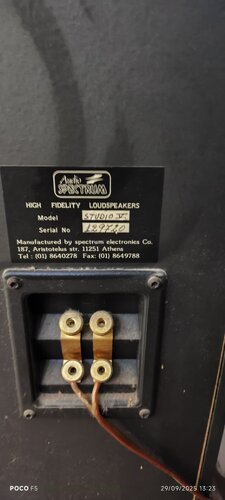 Audio
SPECTRUM
HIGH FIDELITY LOUDSPEAKERS
Model STUDIO V
Serial No
Manufactured by spectrum electronics Co.
187, Aristotelus str. 11251 Athens
Tel : (01) 8640278 Fax: (01) 8649788
POCO F5
29/09/2025 13:23